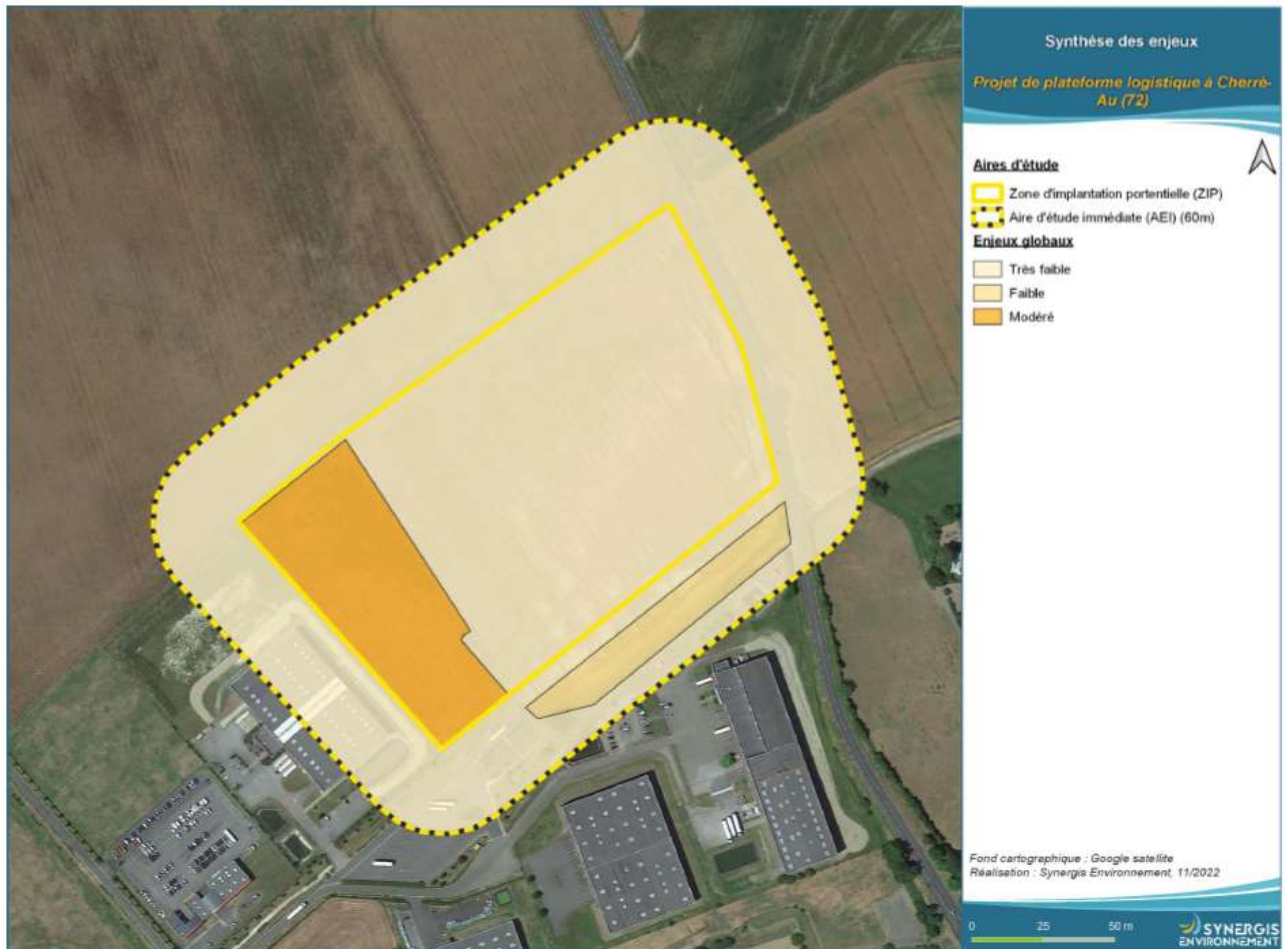 Synthèse des enjeux
Projet de plateforme logistique à Cherré-
Au (72)
Aires d'étude
Zone d'implantation portentielle (ZIP)
Aire d'étude immédiate (AEI) (60m)
Enjeux globaux
Très faible
Faible
Modéré
Fond cartographique : Google satellite
Réalisation : Synergis Environnement, 11/2022
0 25 50 m
SYNERGIS
ENVIRONNEMENT